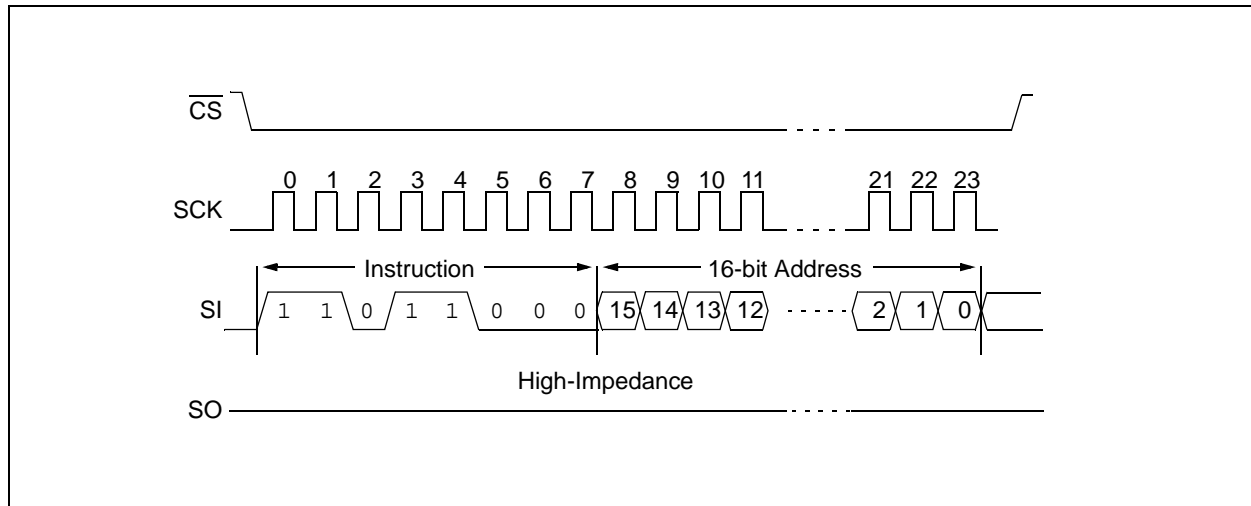 CS
0 1 2 3 4 5 6 7 8 9 10 11 21 22 23
SCK
Instruction 16-bit Address
SI 1 1 0 1 1 0 0 0 15 14 13 12 2 1 0
High-Impedance
SO